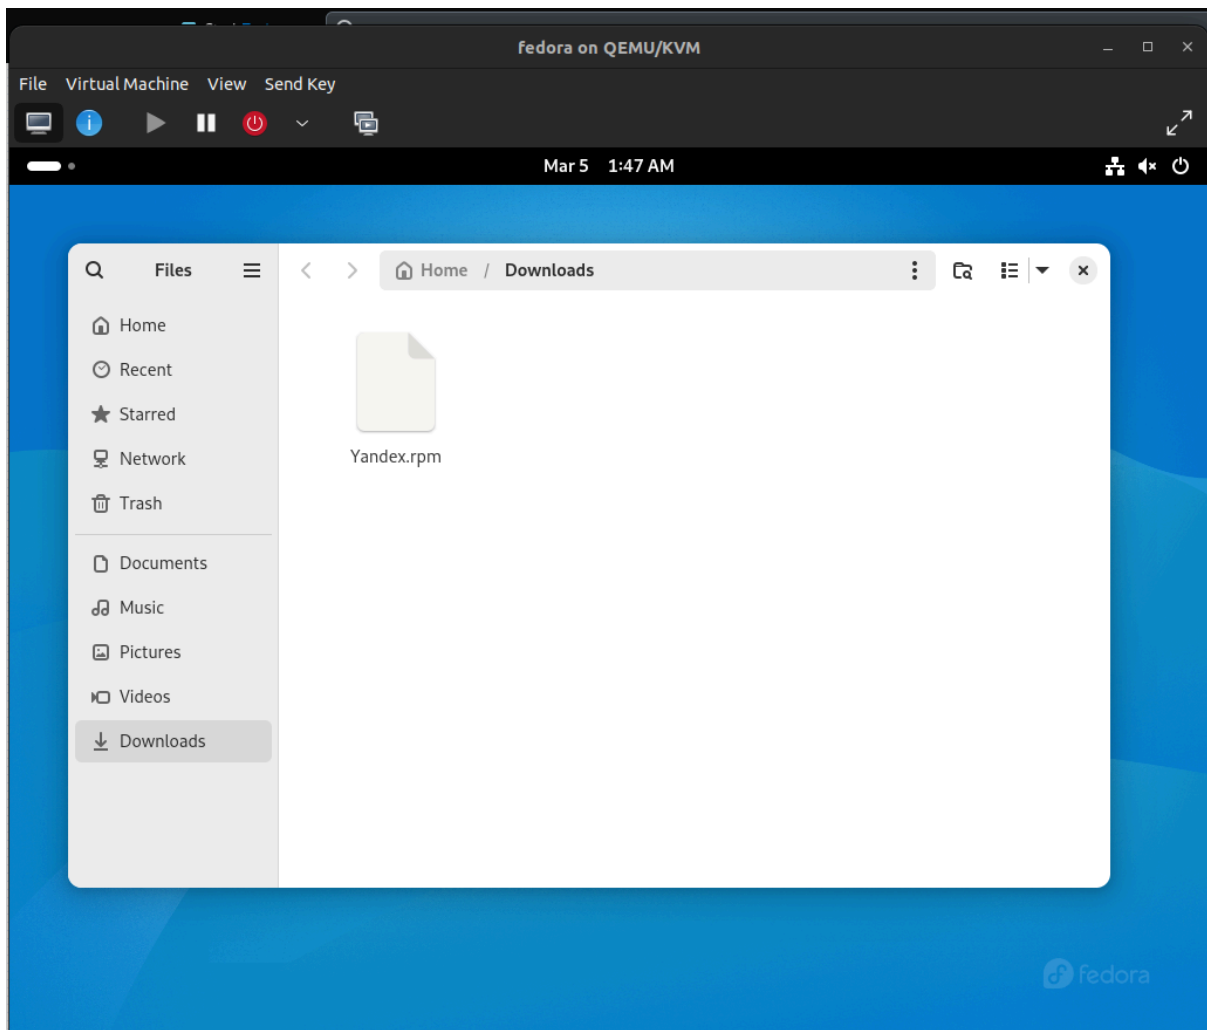 fedora on QEMU/KVM
File Virtual Machine View Send Key
Mar 5 1:47 AM
Files
Home / Downloads
Home
Recent
Starred
Network
Trash
Documents
Music
Pictures
Videos
Downloads
Yandex.rpm
fedora